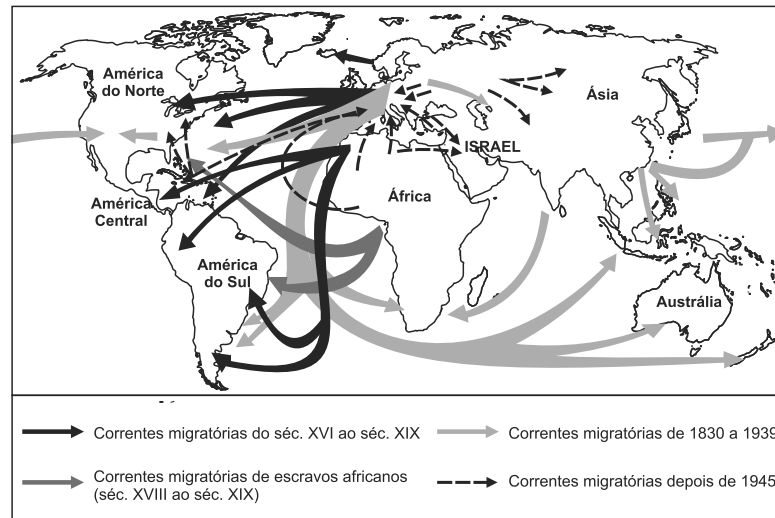 América
do Norte
Ásia
ISRAEL
América
Central
África
América
do Sul
Austrália
Correntes migratórias do séc. XVI ao séc. XIX
Correntes migratórias de 1830 a 1939
Correntes migratórias de escravos africanos
(séc. XVIII ao séc. XIX)
Correntes migratórias depois de 1945